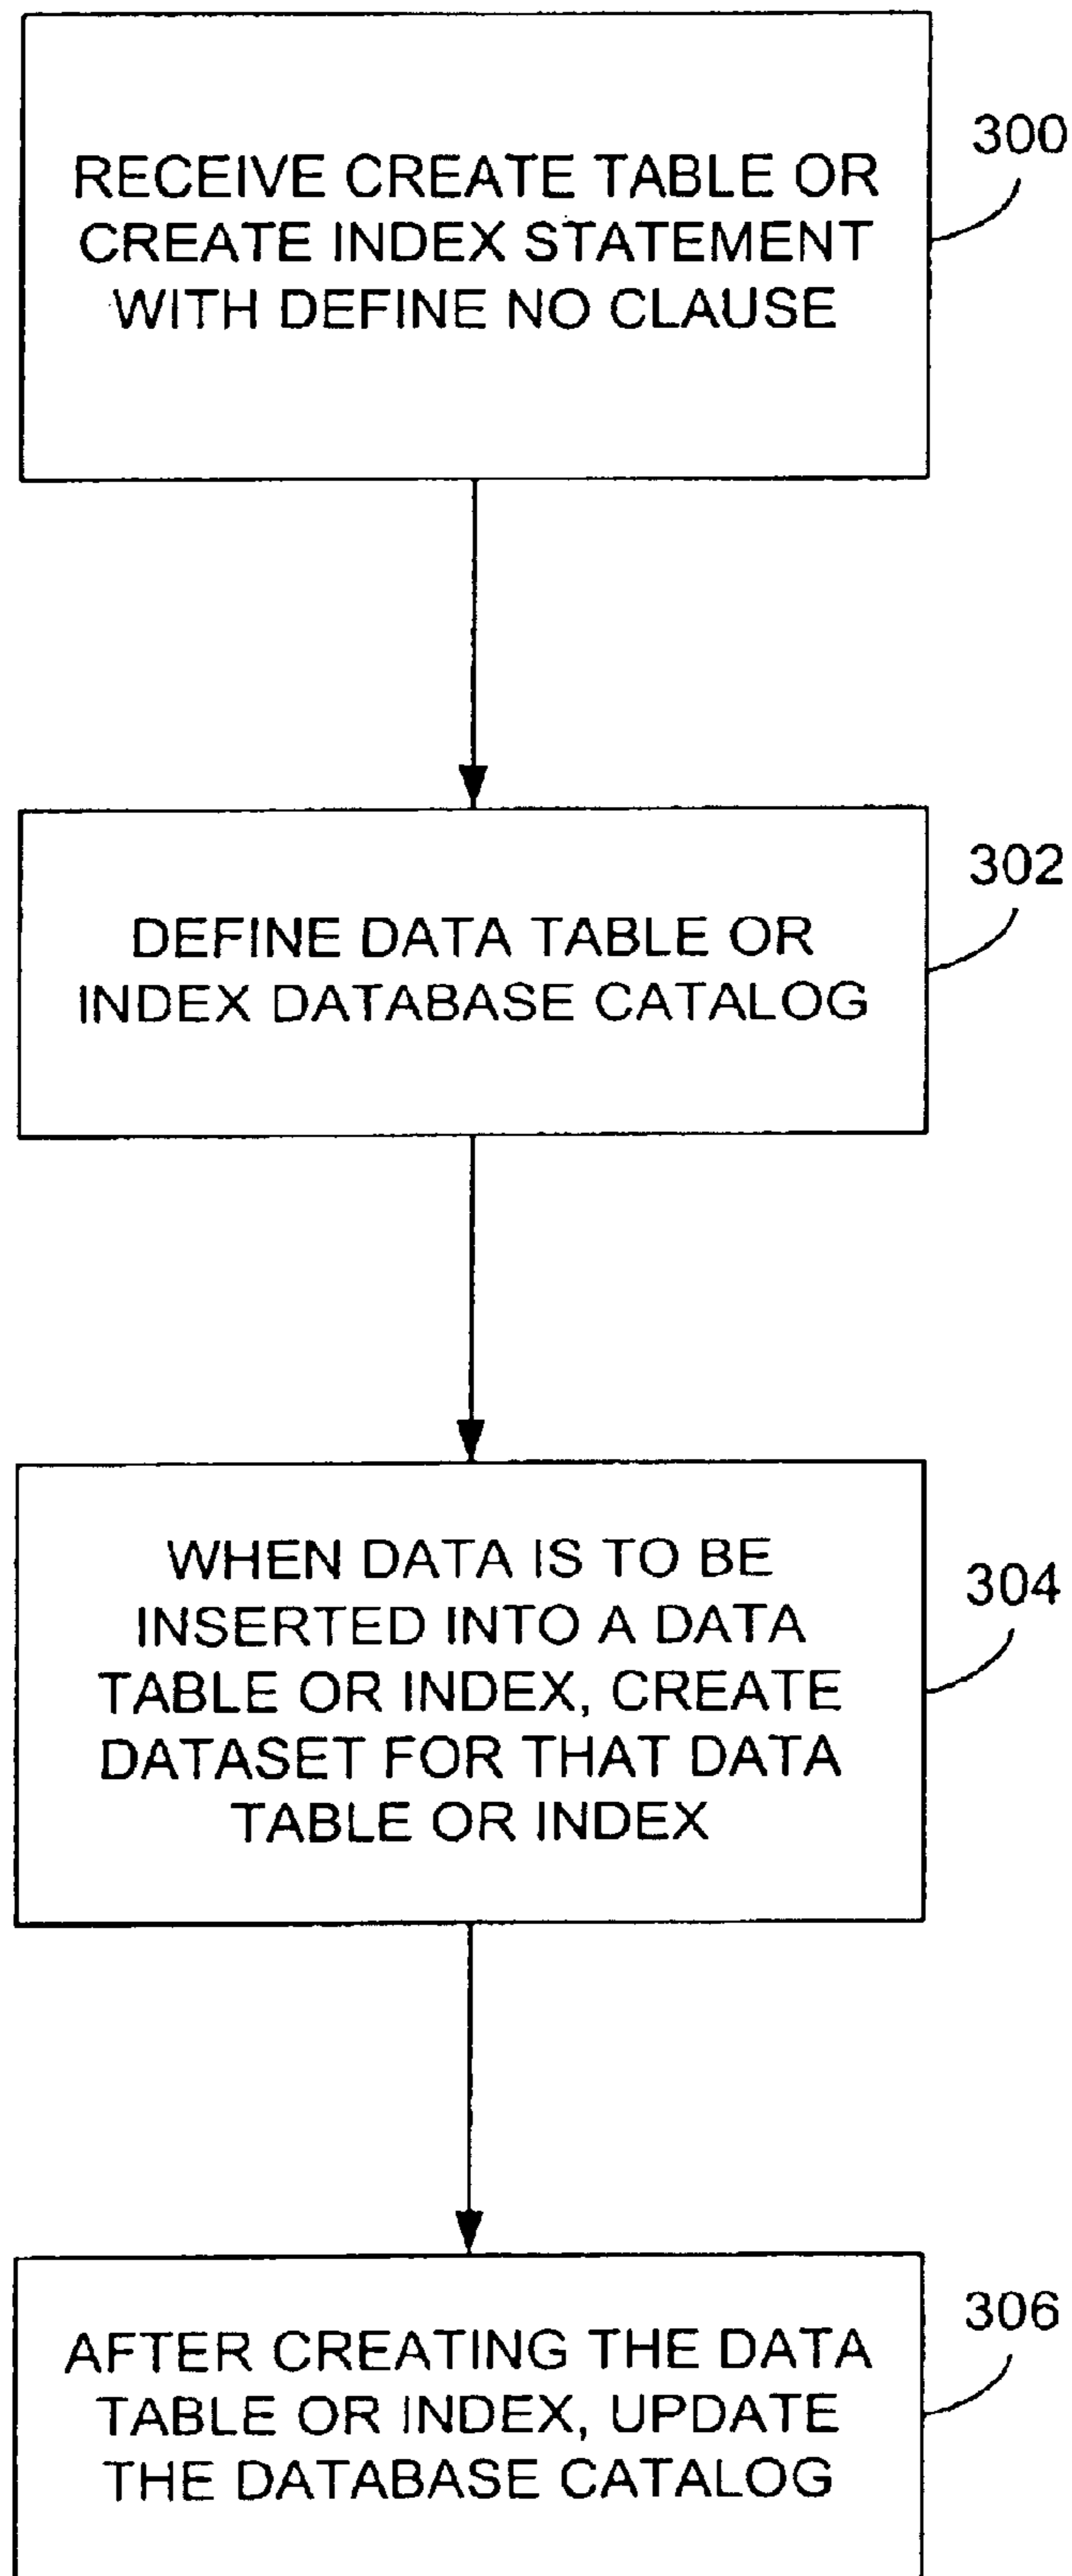 RECEIVE CREATE TABLE OR
CREATE INDEX STATEMENT
WITH DEFINE NO CLAUSE
300
DEFINE DATA TABLE OR
INDEX DATABASE CATALOG
302
WHEN DATA IS TO BE
INSERTED INTO A DATA
TABLE OR INDEX, CREATE
DATASET FOR THAT DATA
TABLE OR INDEX
304
AFTER CREATING THE DATA
TABLE OR INDEX, UPDATE
THE DATABASE CATALOG
306